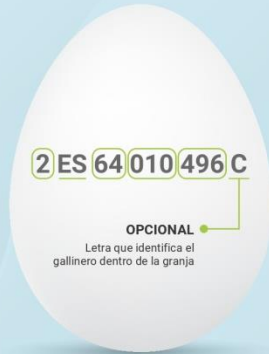 2 ES 64 010 496 C
OPCIONAL
Letra que identifica el
gallinero dentro de la granja